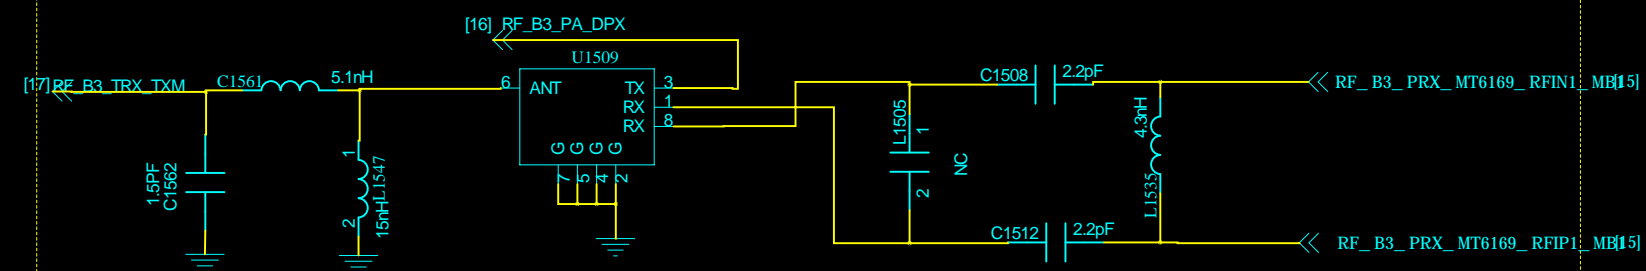 [16] RF_B3_PA_DPX
U1509
[17] RF_B3_TRX_TXM
C1561
5.1nH
6
ANT
TX
3
RX
1
RX
8
G
G
G
G
7
5
4
2
1.5PF
C1562
1
2
L1547
15nH
C1508
2.2pF
L1505
1
2
NC
4.3nH
L1535
C1512
2.2pF
RF_B3_PRX_MT6169_RFIN1_MB[15]
RF_B3_PRX_MT6169_RFIP1_MB[15]